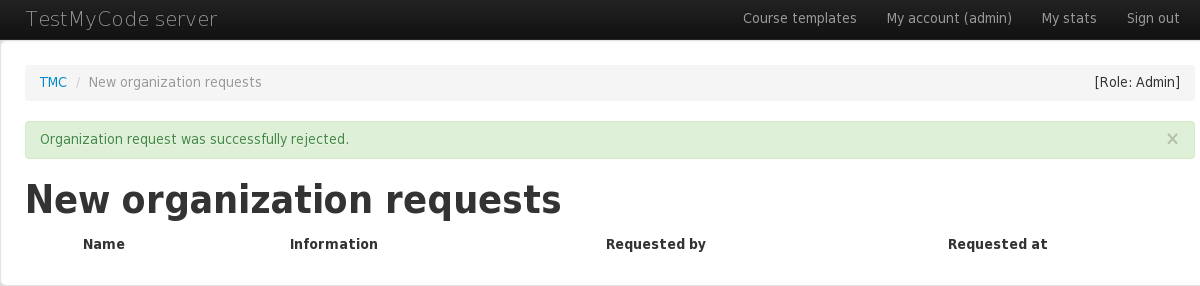 TestMyCode server Course templates My account (admin) My stats Sign out
TMC / New organization requests [Role: Admin]
Organization request was successfully rejected. ×
New organization requests
Name Information Requested by Requested at